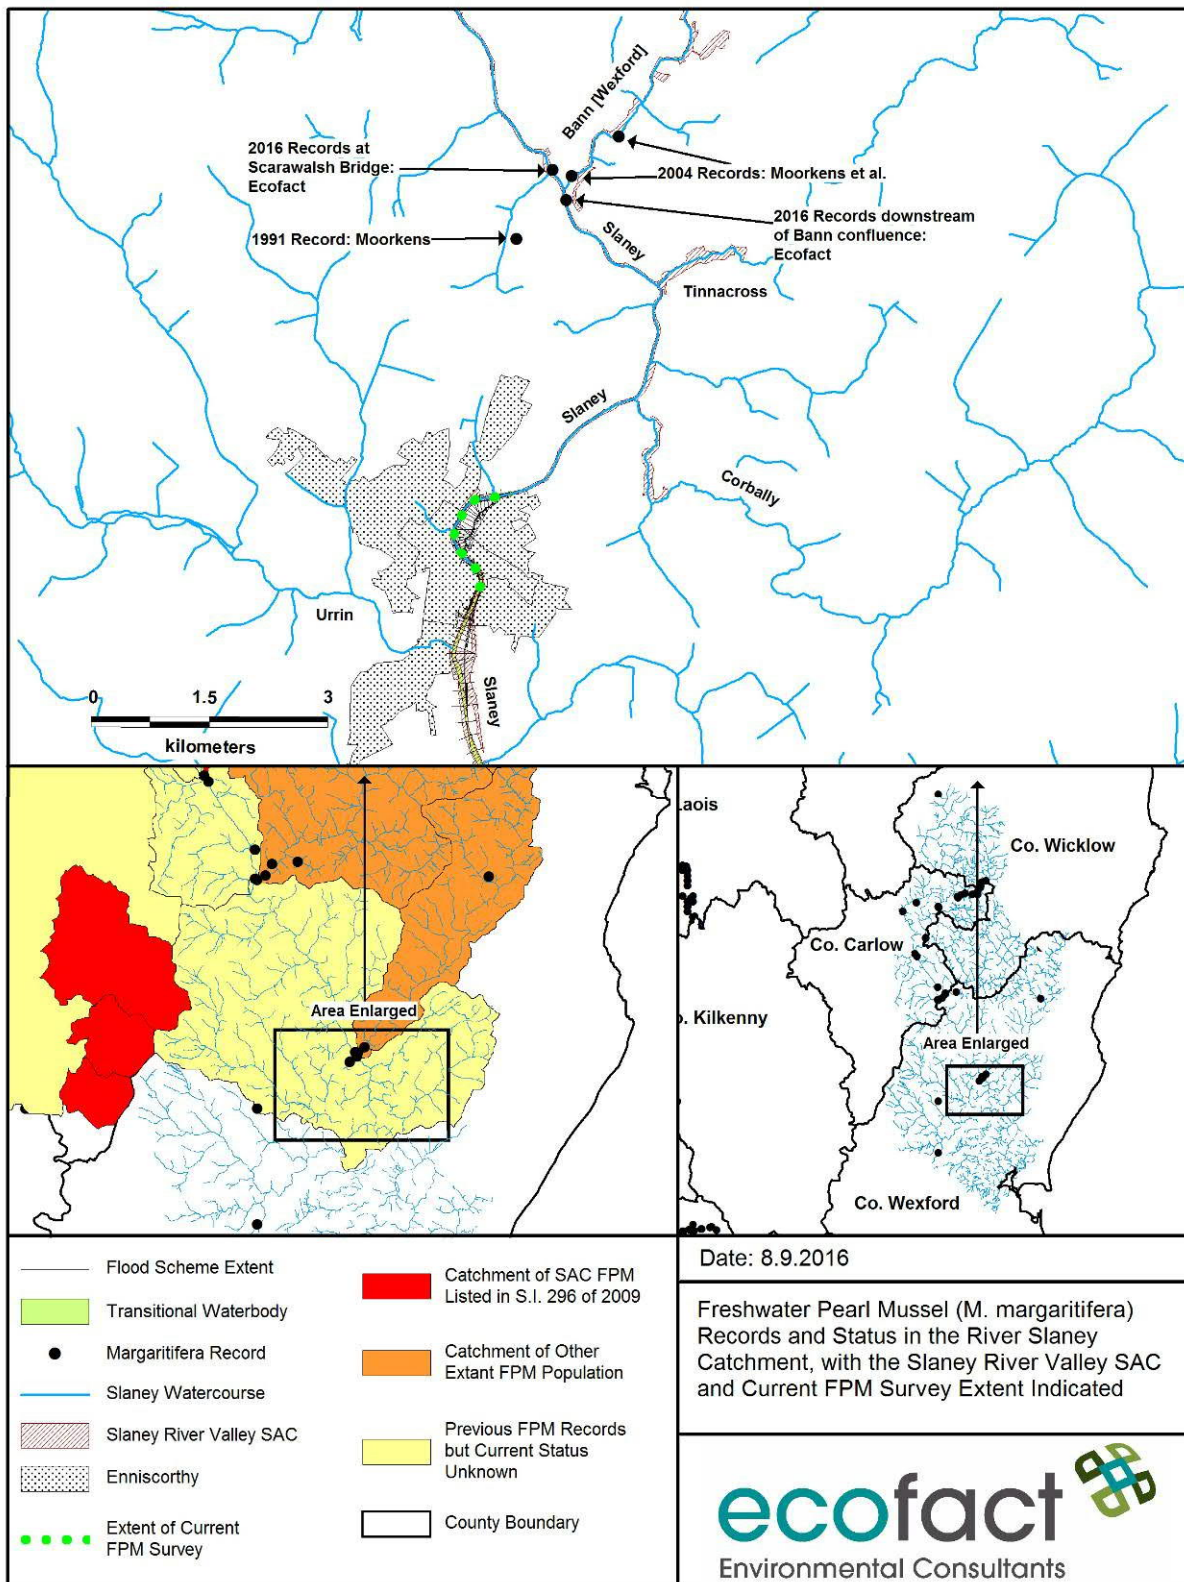 Bann [Wexford]
2016 Records at
Scarawalsh Bridge:
Ecofact
2004 Records: Moorkens et al.
2016 Records downstream
of Bann confluence:
Ecofact
1991 Record: Moorkens
Slaney
Tinnacross
Slaney
Corbally
Urrin
Slaney
0 1.5 3
kilometers
Area Enlarged
Laois
Co. Wicklow
Co. Carlow
o. Kilkenny
Area Enlarged
Co. Wexford
Flood Scheme Extent
Transitional Waterbody
Margaritifera Record
Slaney Watercourse
Slaney River Valley SAC
Enniscorthy
Extent of Current
FPM Survey
Catchment of SAC FPM
Listed in S.I. 296 of 2009
Catchment of Other
Extant FPM Population
Previous FPM Records
but Current Status
Unknown
County Boundary
Date: 8.9.2016
Freshwater Pearl Mussel (M. margaritifera)
Records and Status in the River Slaney
Catchment, with the Slaney River Valley SAC
and Current FPM Survey Extent Indicated
ecofact
Environmental Consultants